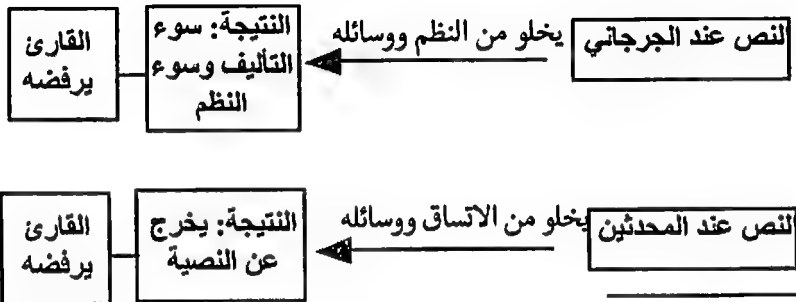 النص عند الجرجاني
يخلو من النظم ووسائله
النتيجة: سوء
التأليف وسوء
النظم
القارئ
يرفضه
النص عند المحدثين
يخلو من الاتساق ووسائله
النتيجة: يخرج
عن النصية
القارئ
يرفضه